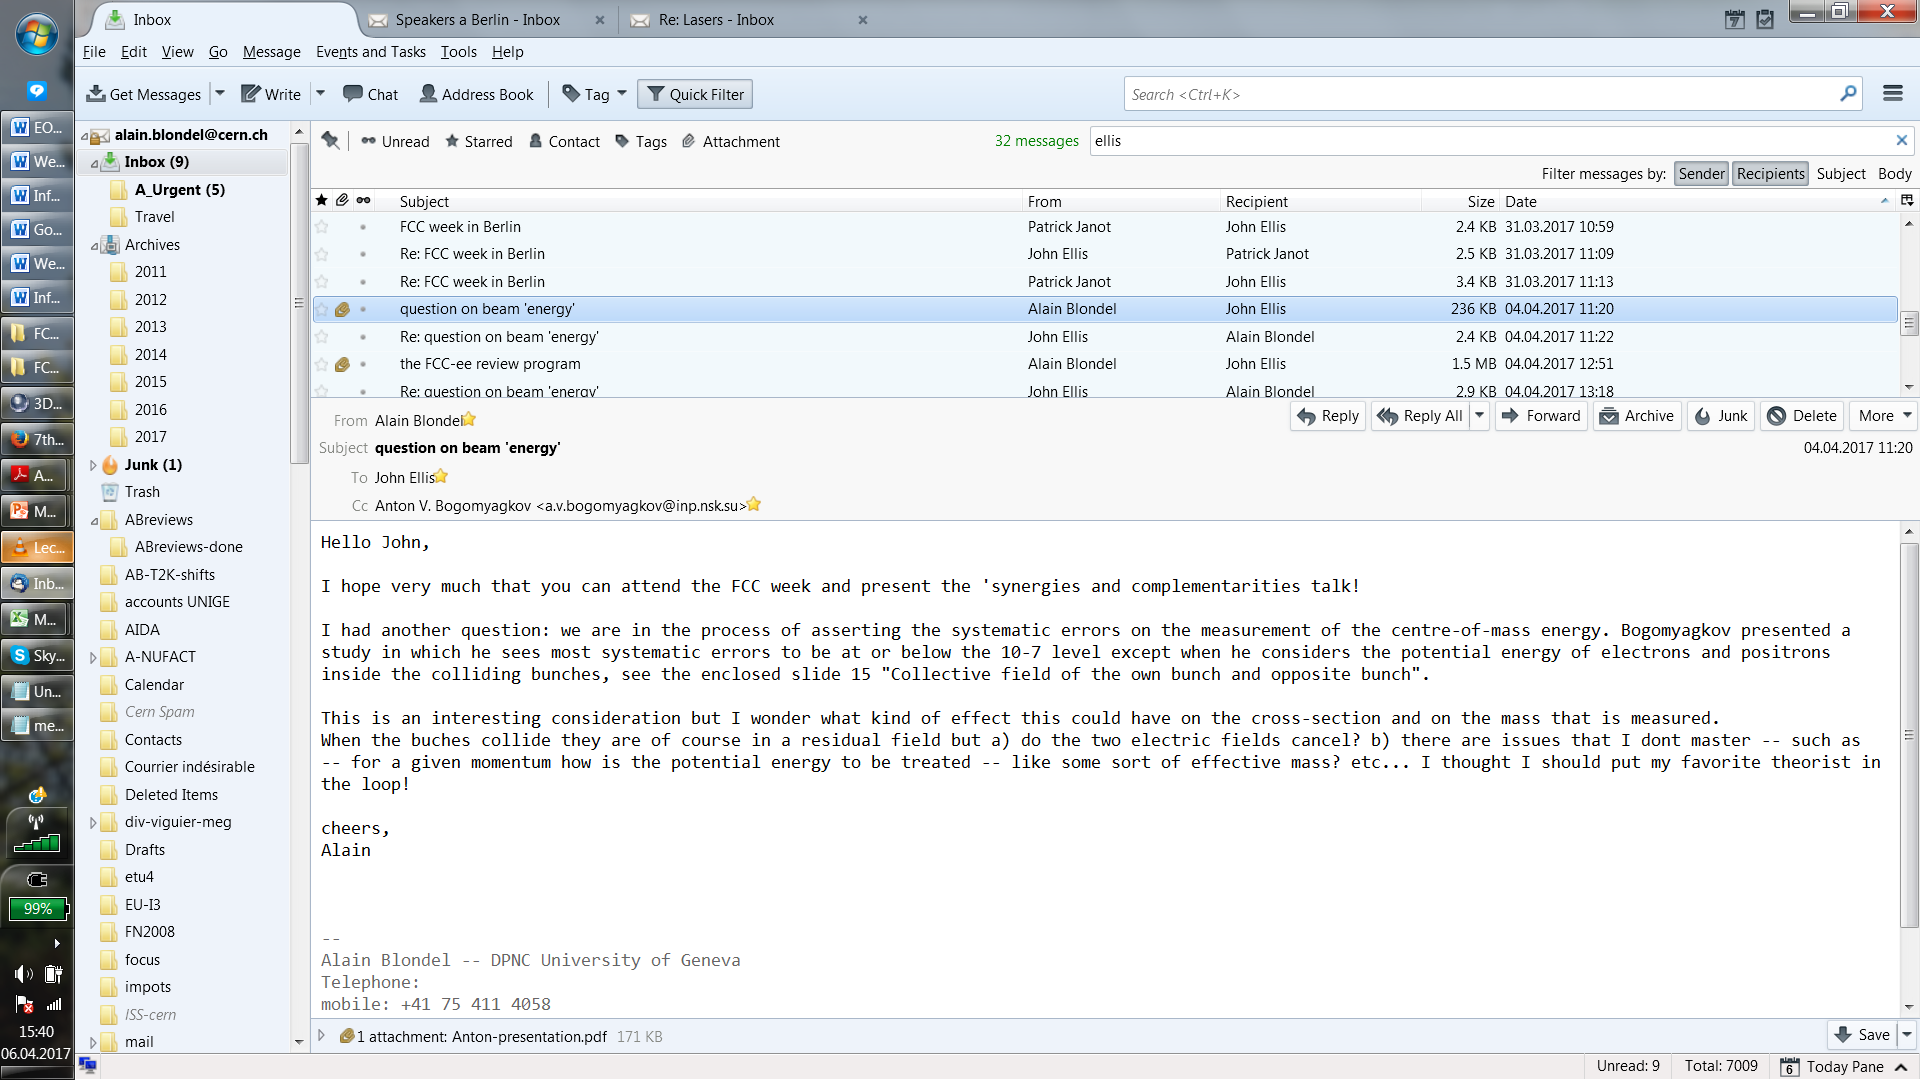 Inbox
Speakers a Berlin - Inbox
Re: Lasers - Inbox
File Edit View Go Message Events and Tasks Tools Help
Get Messages Write Chat Address Book Tag Quick Filter
Search <Ctrl+K>
Unread Starred Contact Tags Attachment 32 messages ellis
Filter messages by: Sender Recipients Subject Body
Subject From Recipient Size Date
FCC week in Berlin Patrick Janot John Ellis 2.4 KB 31.03.2017 10:59
Re: FCC week in Berlin John Ellis Patrick Janot 2.5 KB 31.03.2017 11:09
Re: FCC week in Berlin Patrick Janot John Ellis 3.4 KB 31.03.2017 11:13
question on beam 'energy' Alain Blondel John Ellis 236 KB 04.04.2017 11:20
Re: question on beam 'energy' John Ellis Alain Blondel 2.4 KB 04.04.2017 11:22
the FCC-ee review program Alain Blondel John Ellis 1.5 MB 04.04.2017 12:51
Re: question on beam 'energy' John Ellis Alain Blondel 2.9 KB 04.04.2017 13:18
From Alain Blondel
Reply Reply All Forward Archive Junk Delete More
Subject question on beam 'energy' 04.04.2017 11:20
To John Ellis
Cc Anton V. Bogomyagkov <a.v.bogomyagkov@inp.nsk.su>
Hello John,
I hope very much that you can attend the FCC week and present the 'synergies and complementarities talk!
I had another question: we are in the process of asserting the systematic errors on the measurement of the centre-of-mass energy. Bogomyagkov presented a
study in which he sees most systematic errors to be at or below the 10-7 level except when he considers the potential energy of electrons and positrons
inside the colliding bunches, see the enclosed slide 15 "Collective field of the own bunch and opposite bunch".
This is an interesting consideration but I wonder what kind of effect this could have on the cross-section and on the mass that is measured.
When the buches collide they are of course in a residual field but a) do the two electric fields cancel? b) there are issues that I dont master -- such as
-- for a given momentum how is the potential energy to be treated -- like some sort of effective mass? etc... I thought I should put my favorite theorist in
the loop!
cheers,
Alain
--
Alain Blondel -- DPNC University of Geneva
Telephone:
mobile: +41 75 411 4058
1 attachment: Anton-presentation.pdf 171 KB
Save
Unread: 9 Total: 7009 6 Today Pane
alain.blondel@cern.ch
Inbox (9)
A_Urgent (5)
Travel
Archives
2011
2012
2013
2014
2015
2016
2017
Junk (1)
Trash
ABreviews
ABreviews-done
AB-T2K-shifts
accounts UNIGE
AIDA
A-NUFACT
Calendar
Cern Spam
Contacts
Courrier indésirable
Deleted Items
div-viguier-meg
Drafts
etu4
EU-I3
FN2008
focus
impots
ISS-cern
mail
EO...
We...
Inf...
Go...
We...
Inf...
FC...
FC...
3D...
7th...
A...
M...
Lec...
Inb...
M...
Sky...
Un...
me...
99%
15:40
06.04.2017